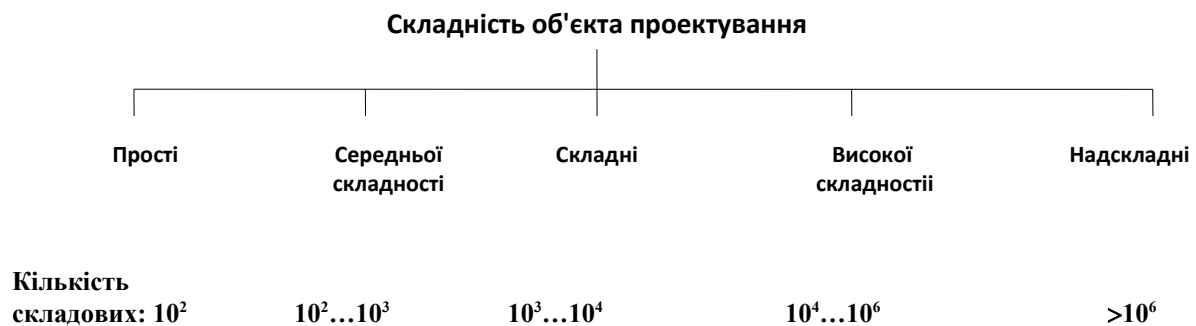 Складність об'єкта проектування
Прості Середньої Складні Високої Надскладні
складності складностіі
Кількість
складових: 10² 10²…10³ 10³…10⁴ 10⁴…10⁶ >10⁶